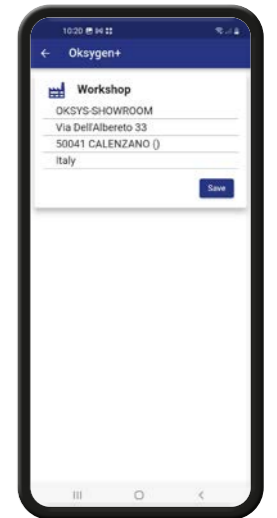 10:20
Oksygen+
Workshop
OKSYS-SHOWROOM
Via Dell'Albereto 33
50041 CALENZANO ()
Italy
Save